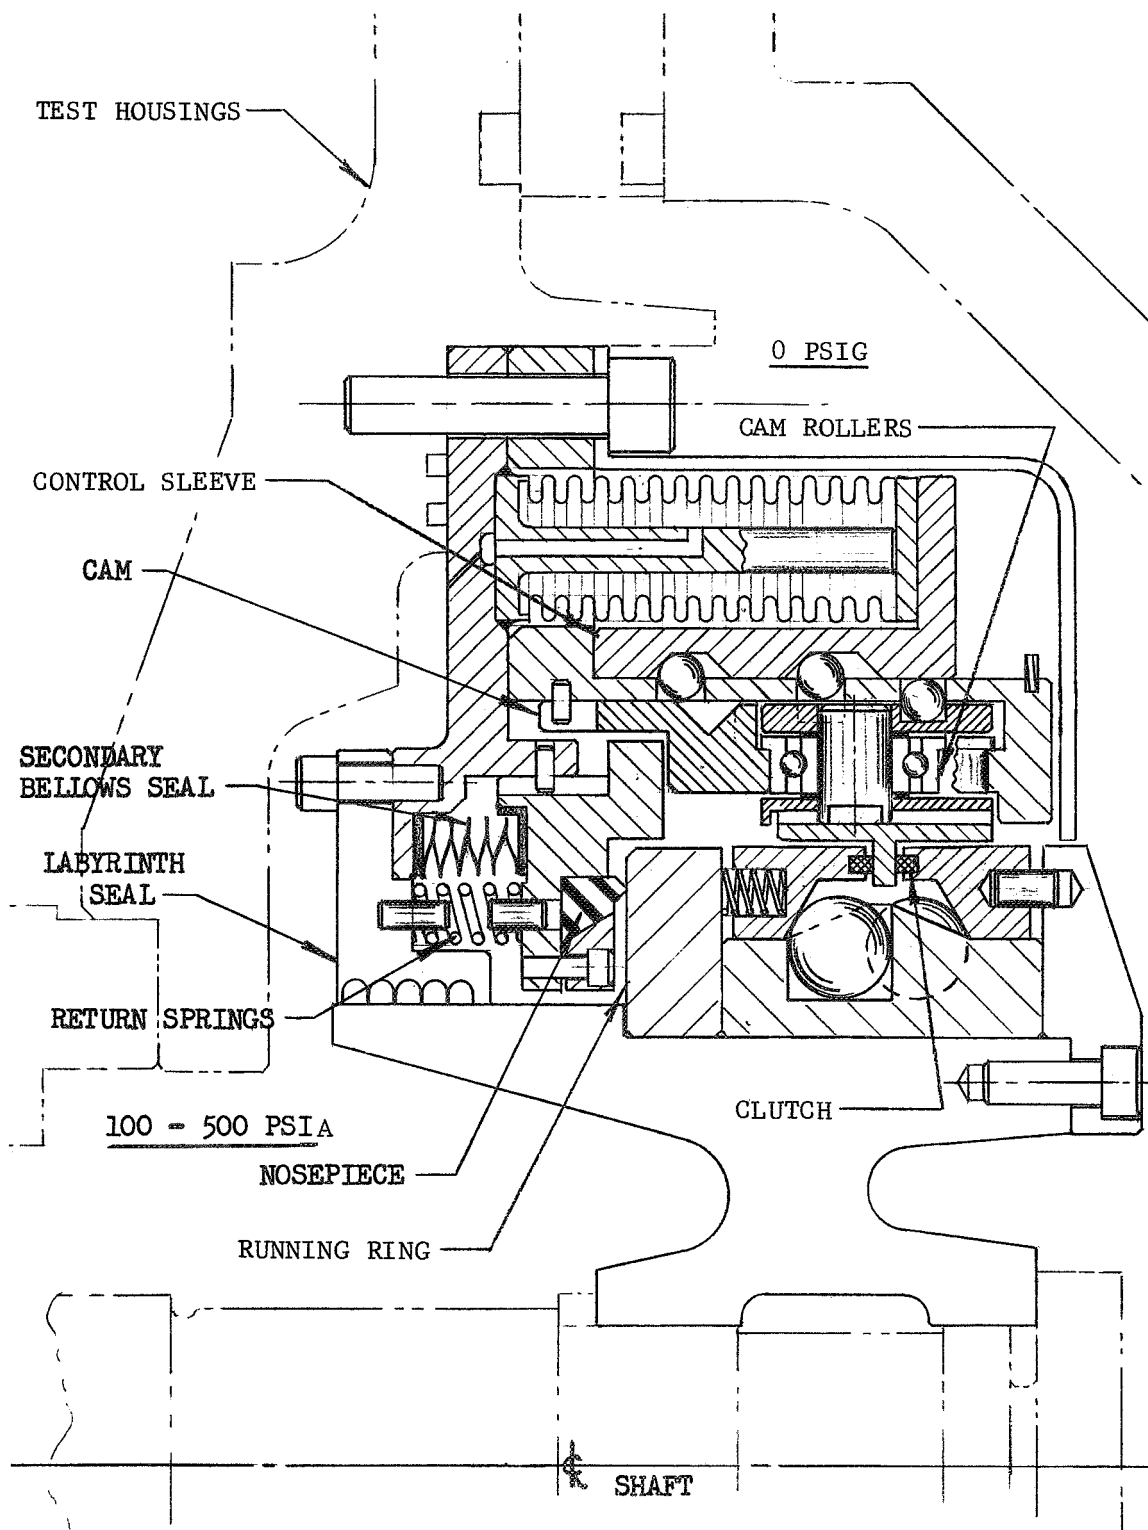 TEST HOUSINGS
0 PSIG
CAM ROLLERS
CONTROL SLEEVE
CAM
SECONDARY
BELLOWS SEAL
LABYRINTH
SEAL
RETURN SPRINGS
CLUTCH
100 - 500 PSIA
NOSEPIECE
RUNNING RING
SHAFT